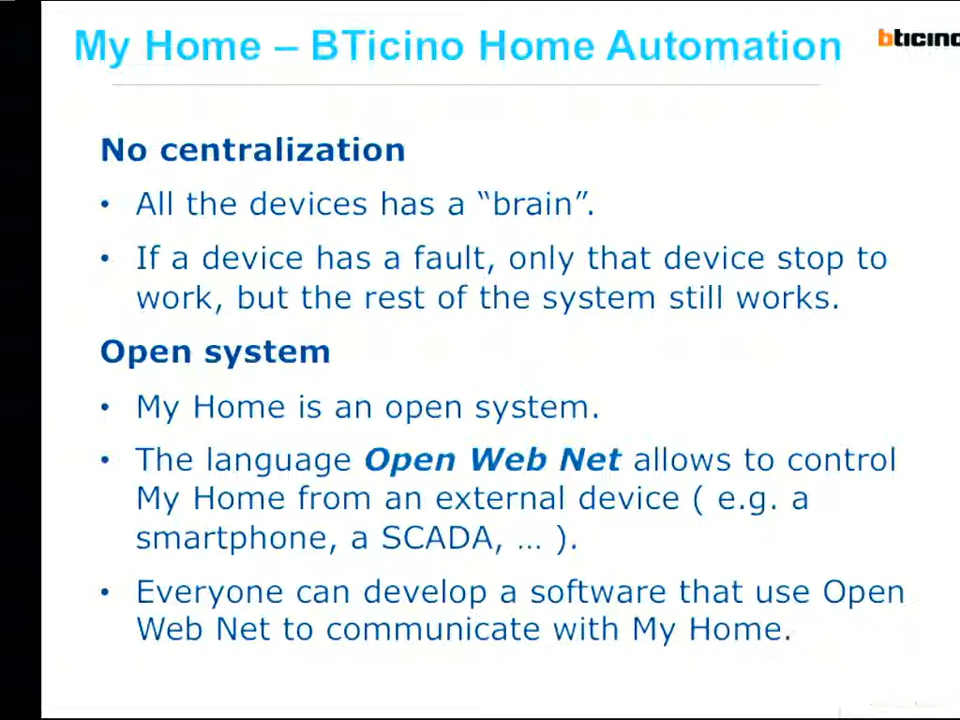 My Home – BTicino Home Automation
bticino
No centralization
• All the devices has a “brain”.
• If a device has a fault, only that device stop to
work, but the rest of the system still works.
Open system
• My Home is an open system.
• The language Open Web Net allows to control
My Home from an external device ( e.g. a
smartphone, a SCADA, … ).
• Everyone can develop a software that use Open
Web Net to communicate with My Home.